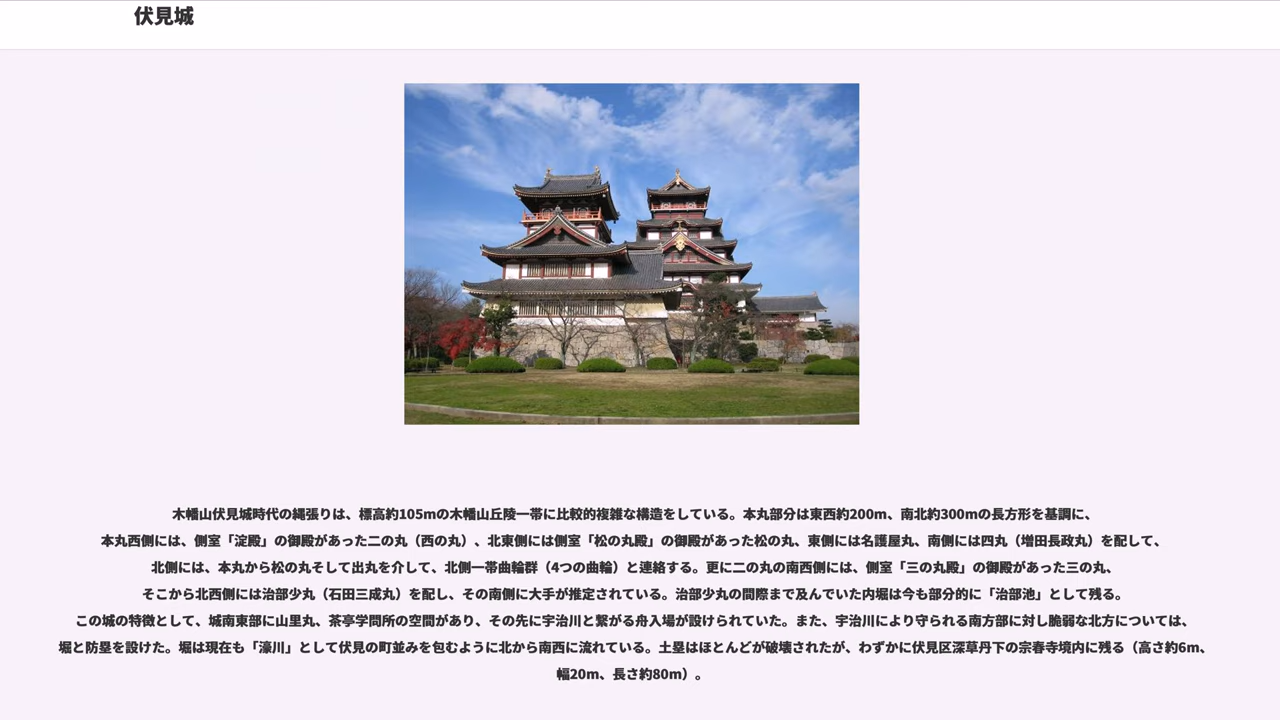 伏見城
木幡山伏見城時代の縄張りは、標高約105mの木幡山丘陵一帯に比較的複雑な構造をしている。本丸部分は東西約200m、南北約300mの長方形を基調に、
本丸西側には、側室「淀殿」の御殿があった二の丸（西の丸）、北東側には側室「松の丸殿」の御殿があった松の丸、東側には名護屋丸、南側には四丸（増田長政丸）を配して、
北側には、本丸から松の丸そして出丸を介して、北側一帯曲輪群（4つの曲輪）と連絡する。更に二の丸の南西側には、側室「三の丸殿」の御殿があった三の丸、
そこから北西側には治部少丸（石田三成丸）を配し、その南側に大手が推定されている。治部少丸の間際まで及んでいた内堀は今も部分的に「治部池」として残る。
この城の特徴として、城南東部に山里丸、茶亭学問所の空間があり、その先に宇治川と繋がる舟入場が設けられていた。また、宇治川により守られる南方部に対し脆弱な北方については、
堀と防塁を設けた。堀は現在も「濠川」として伏見の町並みを包むように北から南西に流れている。土塁はほとんどが破壊されたが、わずかに伏見区深草丹下の宗春寺境内に残る（高さ約6m、
幅20m、長さ約80m）。